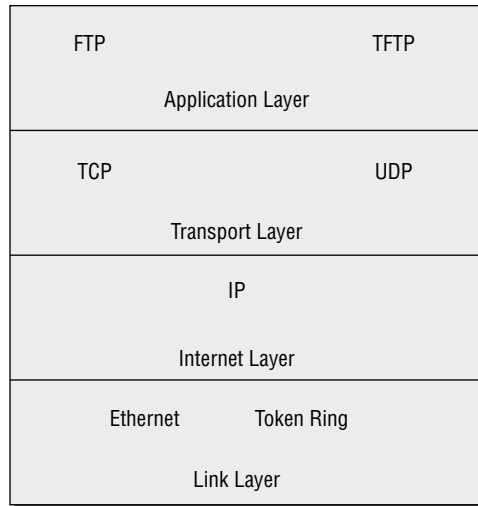 FTP TFTP
Application Layer
TCP UDP
Transport Layer
IP
Internet Layer
Ethernet Token Ring
Link Layer